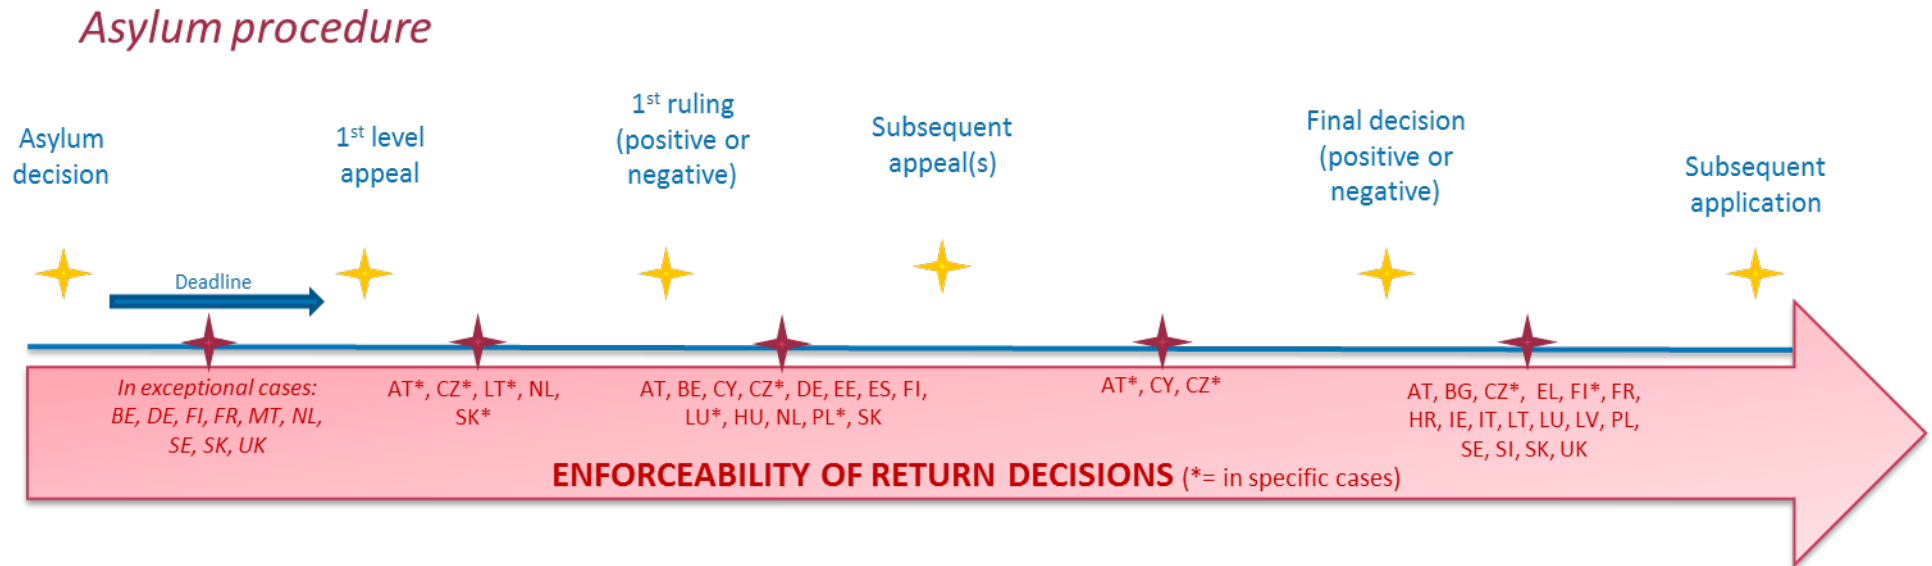 Asylum procedure
Asylum
decision
1st level
appeal
1st ruling
(positive or
negative)
Subsequent
appeal(s)
Final decision
(positive or
negative)
Subsequent
application
Deadline
In exceptional cases:
BE, DE, FI, FR, MT, NL,
SE, SK, UK
AT*, CZ*, LT*, NL,
SK*
AT, BE, CY, CZ*, DE, EE, ES, FI,
LU*, HU, NL, PL*, SK
AT*, CY, CZ*
AT, BG, CZ*, EL, FI*, FR,
HR, IE, IT, LT, LU, LV, PL,
SE, SI, SK, UK
ENFORCEABILITY OF RETURN DECISIONS (*= in specific cases)